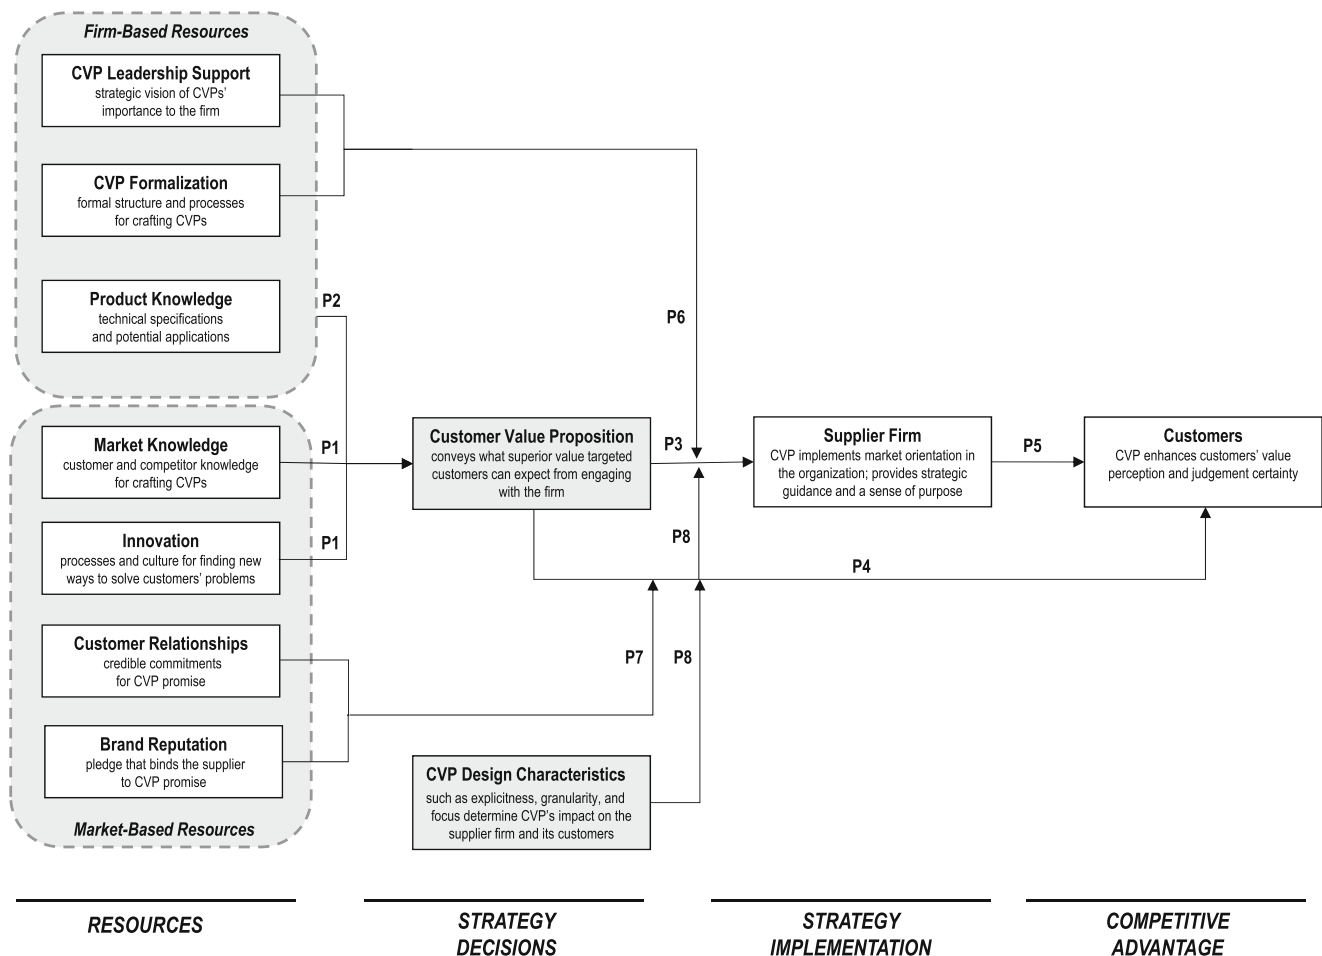 Firm-Based Resources
CVP Leadership Support
strategic vision of CVPs'
importance to the firm
CVP Formalization
formal structure and processes
for crafting CVPs
Product Knowledge
technical specifications
and potential applications
P2
P6
Market Knowledge
customer and competitor knowledge
for crafting CVPs
P1
Innovation
processes and culture for finding new
ways to solve customers' problems
P1
Customer Relationships
credible commitments
for CVP promise
Brand Reputation
pledge that binds the supplier
to CVP promise
Market-Based Resources
Customer Value Proposition
conveys what superior value targeted
customers can expect from engaging
with the firm
P3
Supplier Firm
CVP implements market orientation in
the organization; provides strategic
guidance and a sense of purpose
P5
Customers
CVP enhances customers' value
perception and judgement certainty
P8
P4
P7
P8
CVP Design Characteristics
such as explicitness, granularity, and
focus determine CVP's impact on the
supplier firm and its customers
RESOURCES
STRATEGY
DECISIONS
STRATEGY
IMPLEMENTATION
COMPETITIVE
ADVANTAGE